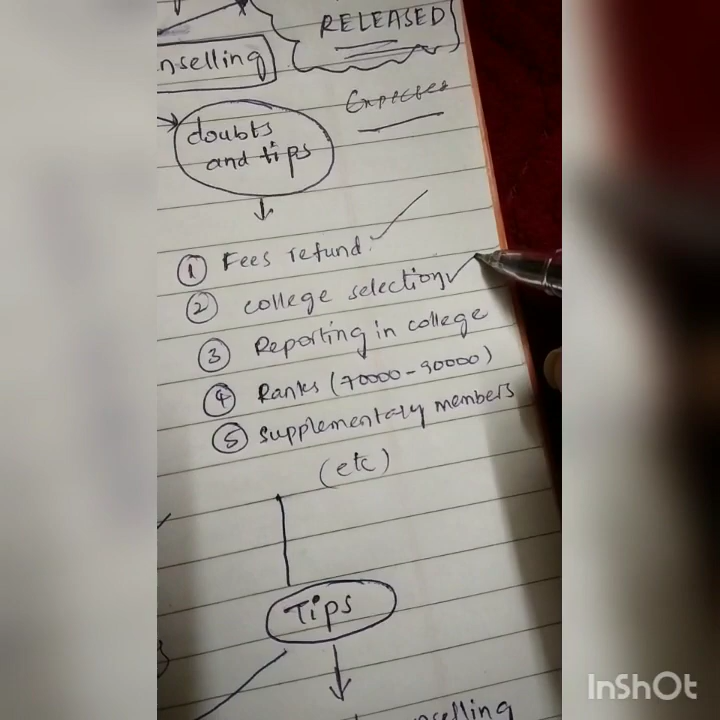 RELEASED
nselling
Expectes
doubts
and tips
① Fees refund
② college selection
③ Reporting in college
④ Ranks (70000-90000)
⑤ supplementary members
(etc)
Tips
nselling
InShOt